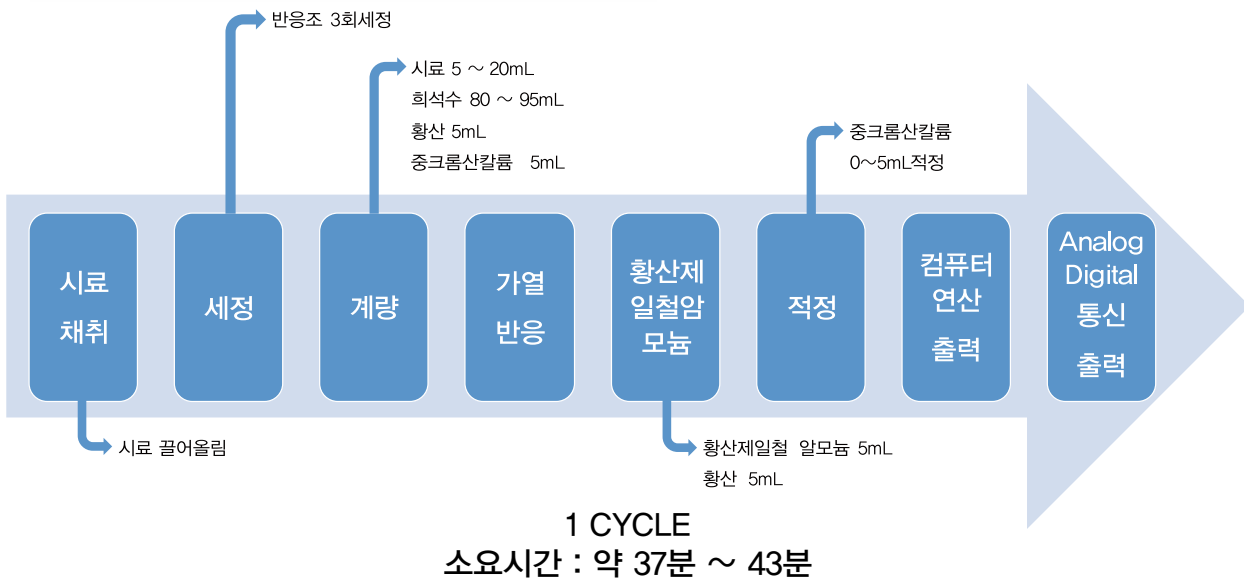 반응조 3회세정
시료 5 ~ 20mL
희석수 80 ~ 95mL
황산 5mL
중크롬산칼륨 5mL
중크롬산칼륨
0~5mL적정
시료
채취
세정
계량
가열
반응
황산제
일철암
모늄
적정
컴퓨터
연산
출력
Analog
Digital
통신
출력
시료 끌어올림
황산제일철 알모늄 5mL
황산 5mL
1 CYCLE
소요시간 : 약 37분 ~ 43분